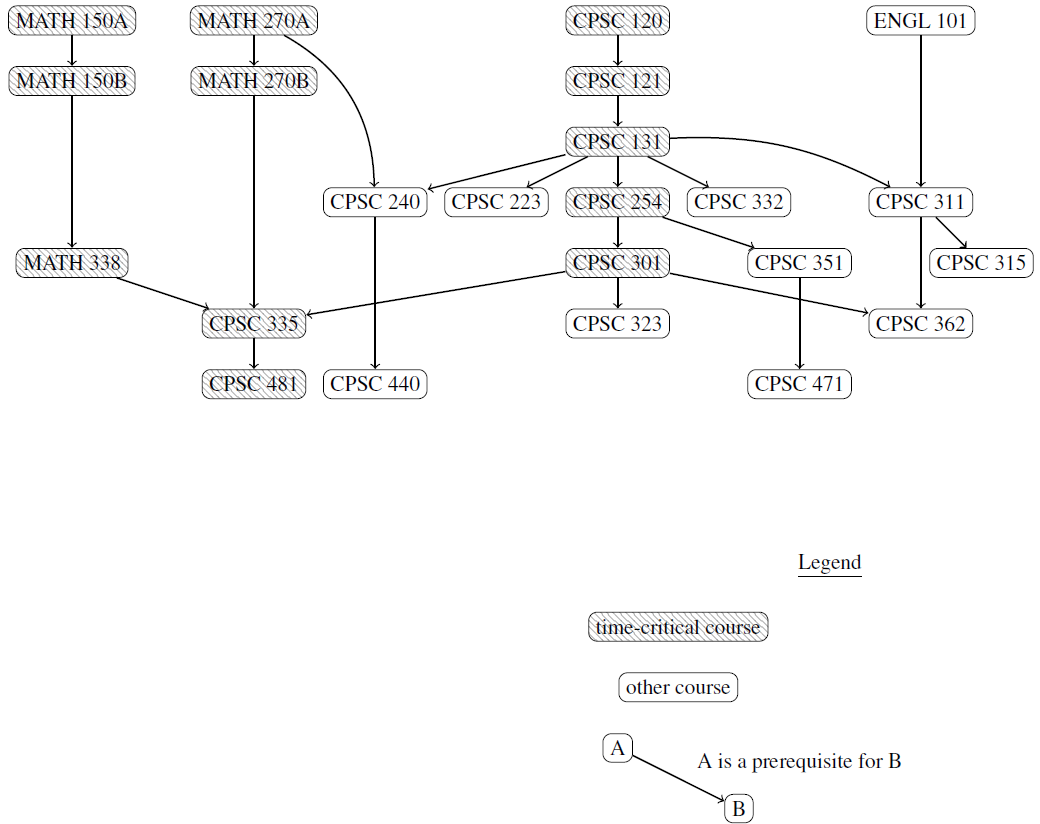 MATH 150A MATH 270A CPSC 120 ENGL 101
MATH 150B MATH 270B CPSC 121
CPSC 131
CPSC 240 CPSC 223 CPSC 254 CPSC 332 CPSC 311
MATH 338 CPSC 301 CPSC 351 CPSC 315
CPSC 335 CPSC 323 CPSC 362
CPSC 481 CPSC 440 CPSC 471
Legend
time-critical course
other course
A
A is a prerequisite for B
B